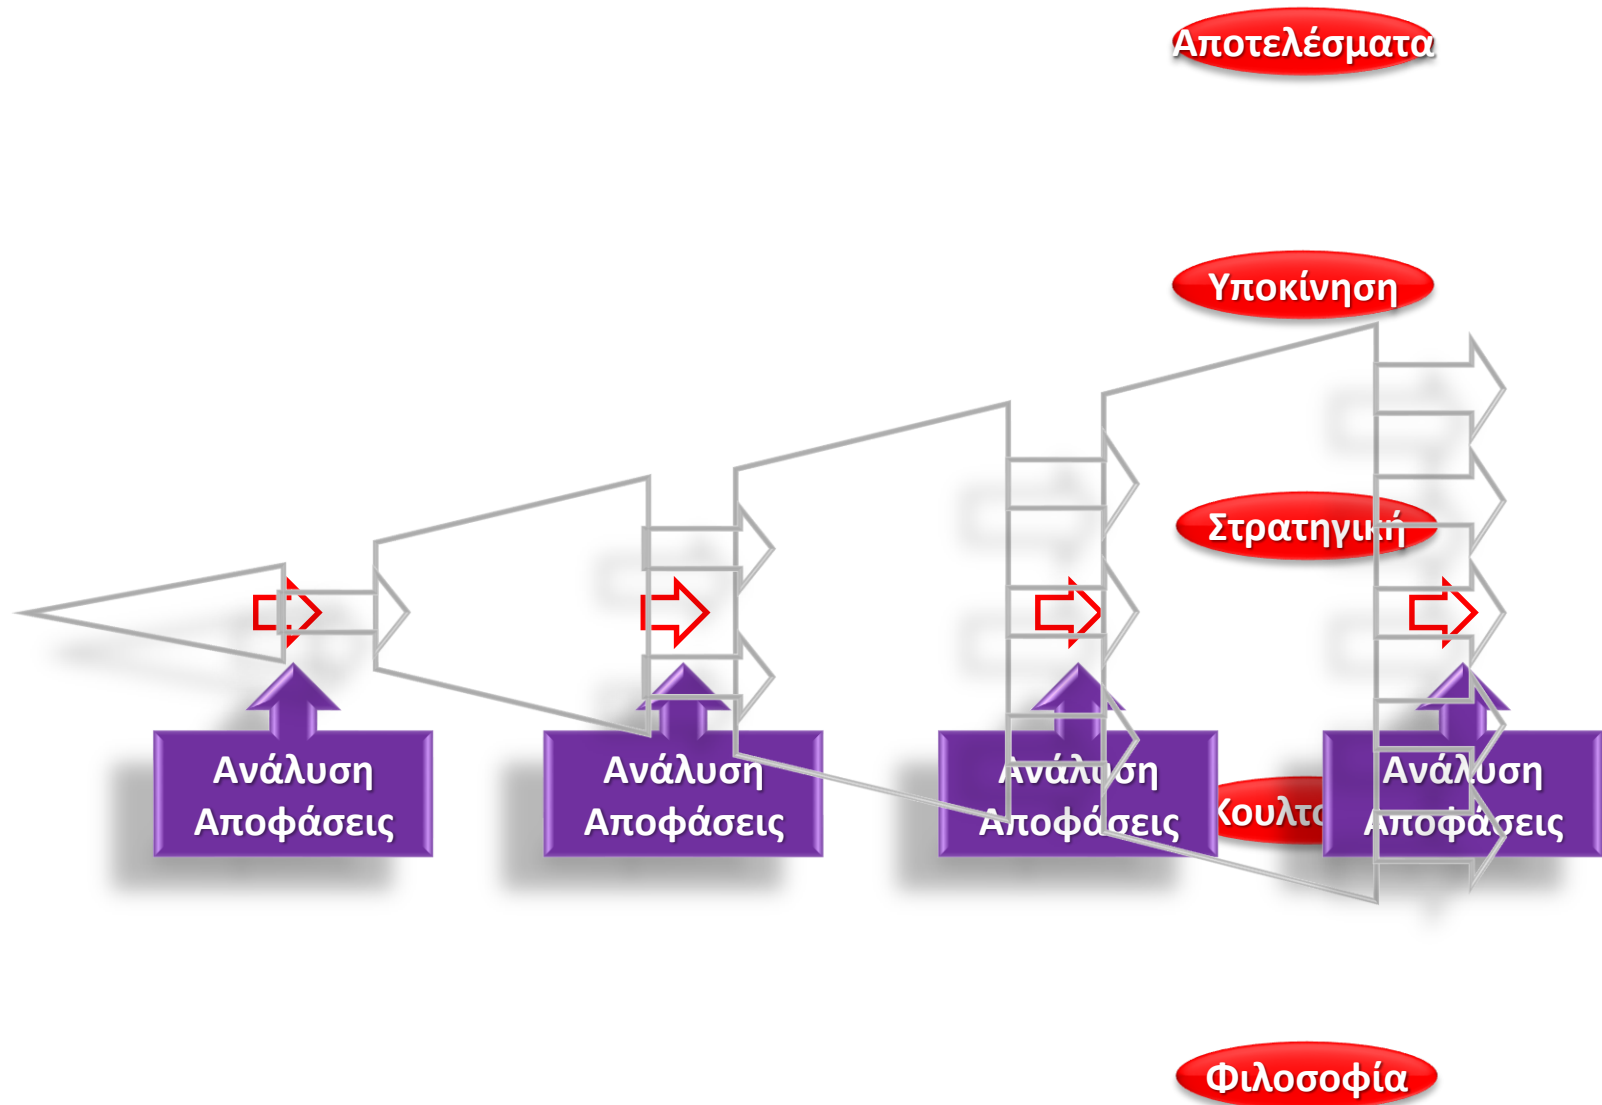 Αποτελέσματα
Υποκίνηση
Στρατηγική
Ανάλυση
Αποφάσεις
Ανάλυση
Αποφάσεις
Ανάλυση
Αποφάσεις
Ανάλυση
Αποφάσεις
Φιλοσοφία